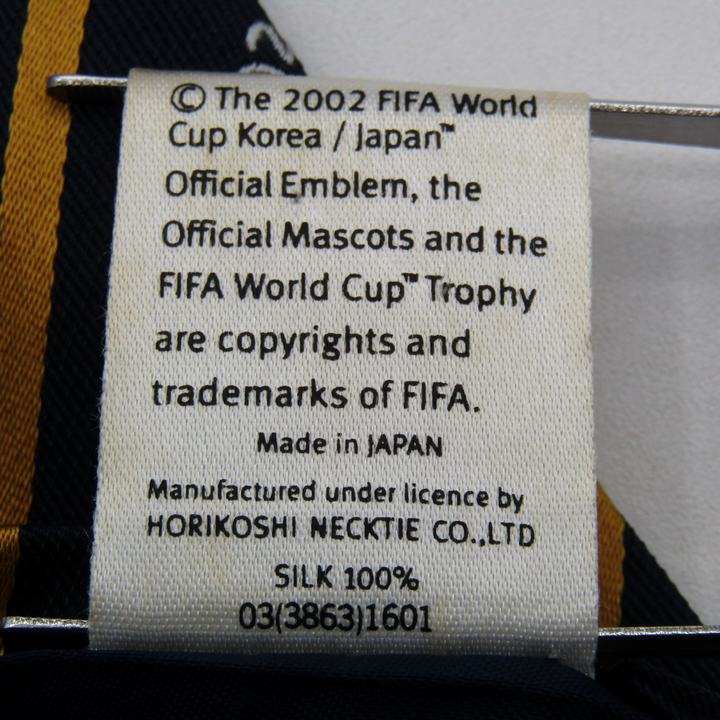 © The 2002 FIFA World
Cup Korea / Japan™
Official Emblem, the
Official Mascots and the
FIFA World Cup™ Trophy
are copyrights and
trademarks of FIFA.
Made in JAPAN
Manufactured under licence by
HORIKOSHI NECKTIE CO.,LTD
SILK 100%
03(3863)1601